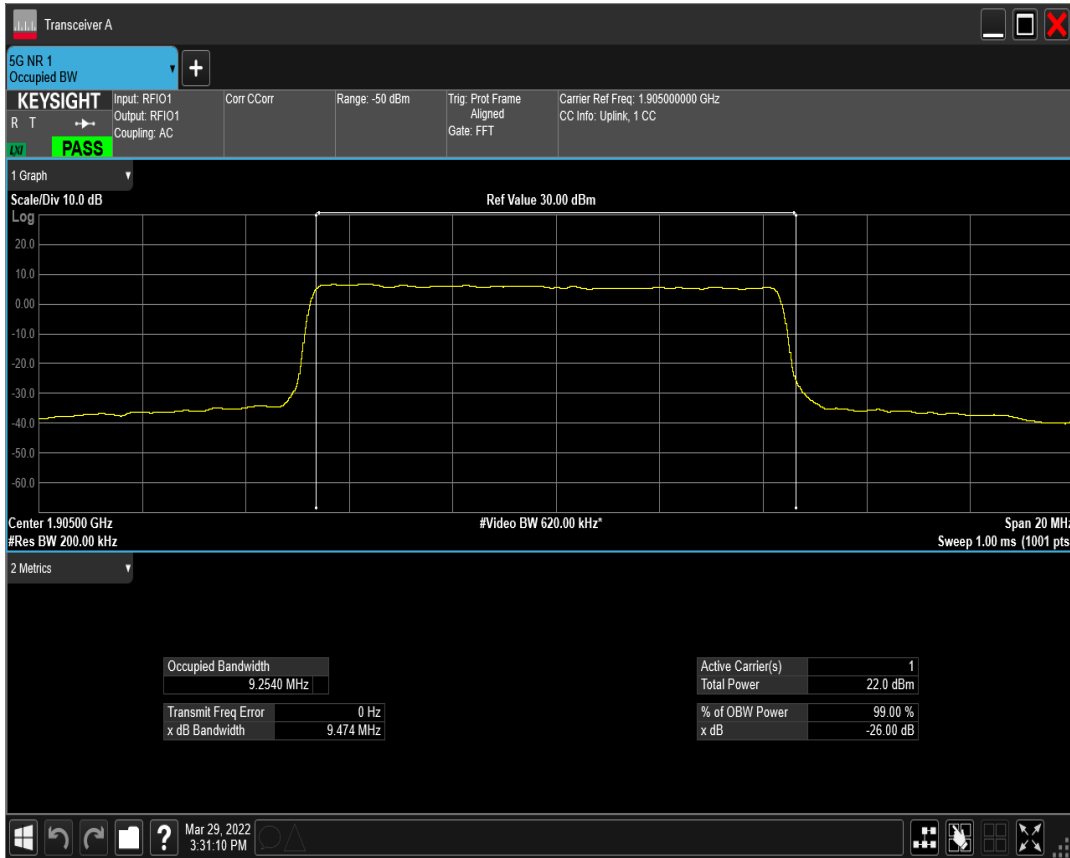 Transceiver A
5G NR 1
Occupied BW
KEYSIGHT
R T
LXI
PASS
Input: RFIO1
Output: RFIO1
Coupling: AC
Corr CCorr
Range: -50 dBm
Trig: Prot Frame
Aligned
Gate: FFT
Carrier Ref Freq: 1.905000000 GHz
CC Info: Uplink, 1 CC
1 Graph
Scale/Div 10.0 dB
Ref Value 30.00 dBm
Log
20.0
10.0
0.00
-10.0
-20.0
-30.0
-40.0
-50.0
-60.0
Center 1.90500 GHz
#Video BW 620.00 kHz*
Span 20 MHz
#Res BW 200.00 kHz
Sweep 1.00 ms (1001 pts
2 Metrics
Occupied Bandwidth
9.2540 MHz
Transmit Freq Error 0 Hz
x dB Bandwidth 9.474 MHz
Active Carrier(s) 1
Total Power 22.0 dBm
% of OBW Power 99.00 %
x dB -26.00 dB
?
Mar 29, 2022
3:31:10 PM